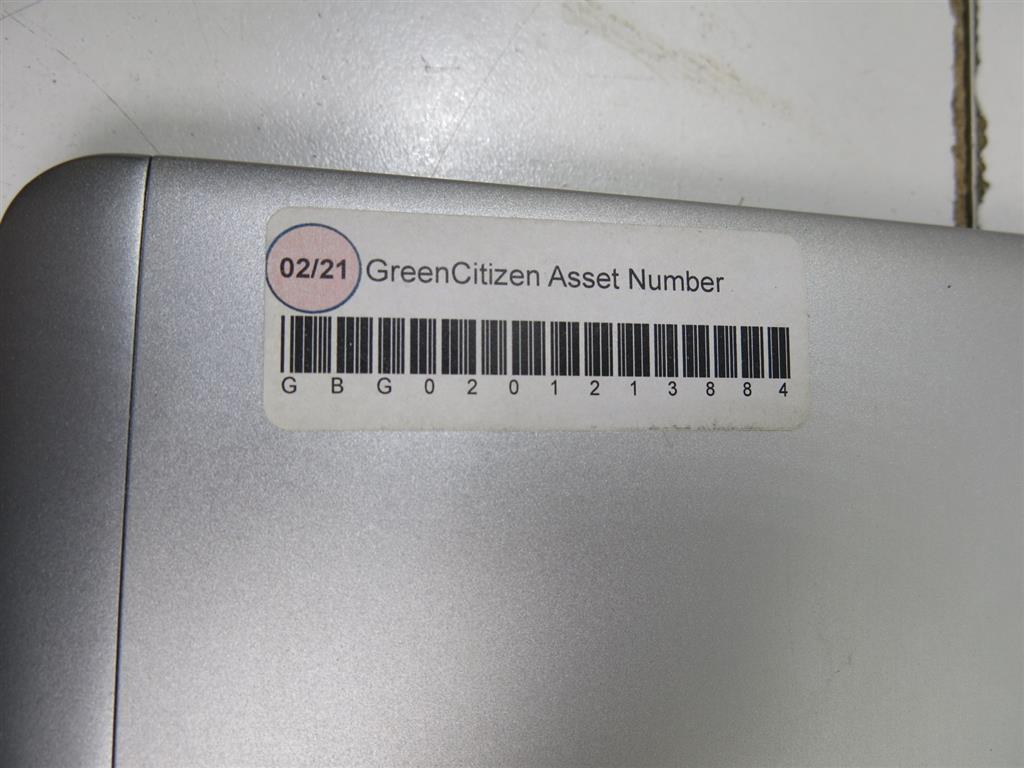 02/21 GreenCitizen Asset Number
G B G 0 2 0 1 2 1 3 8 8 4